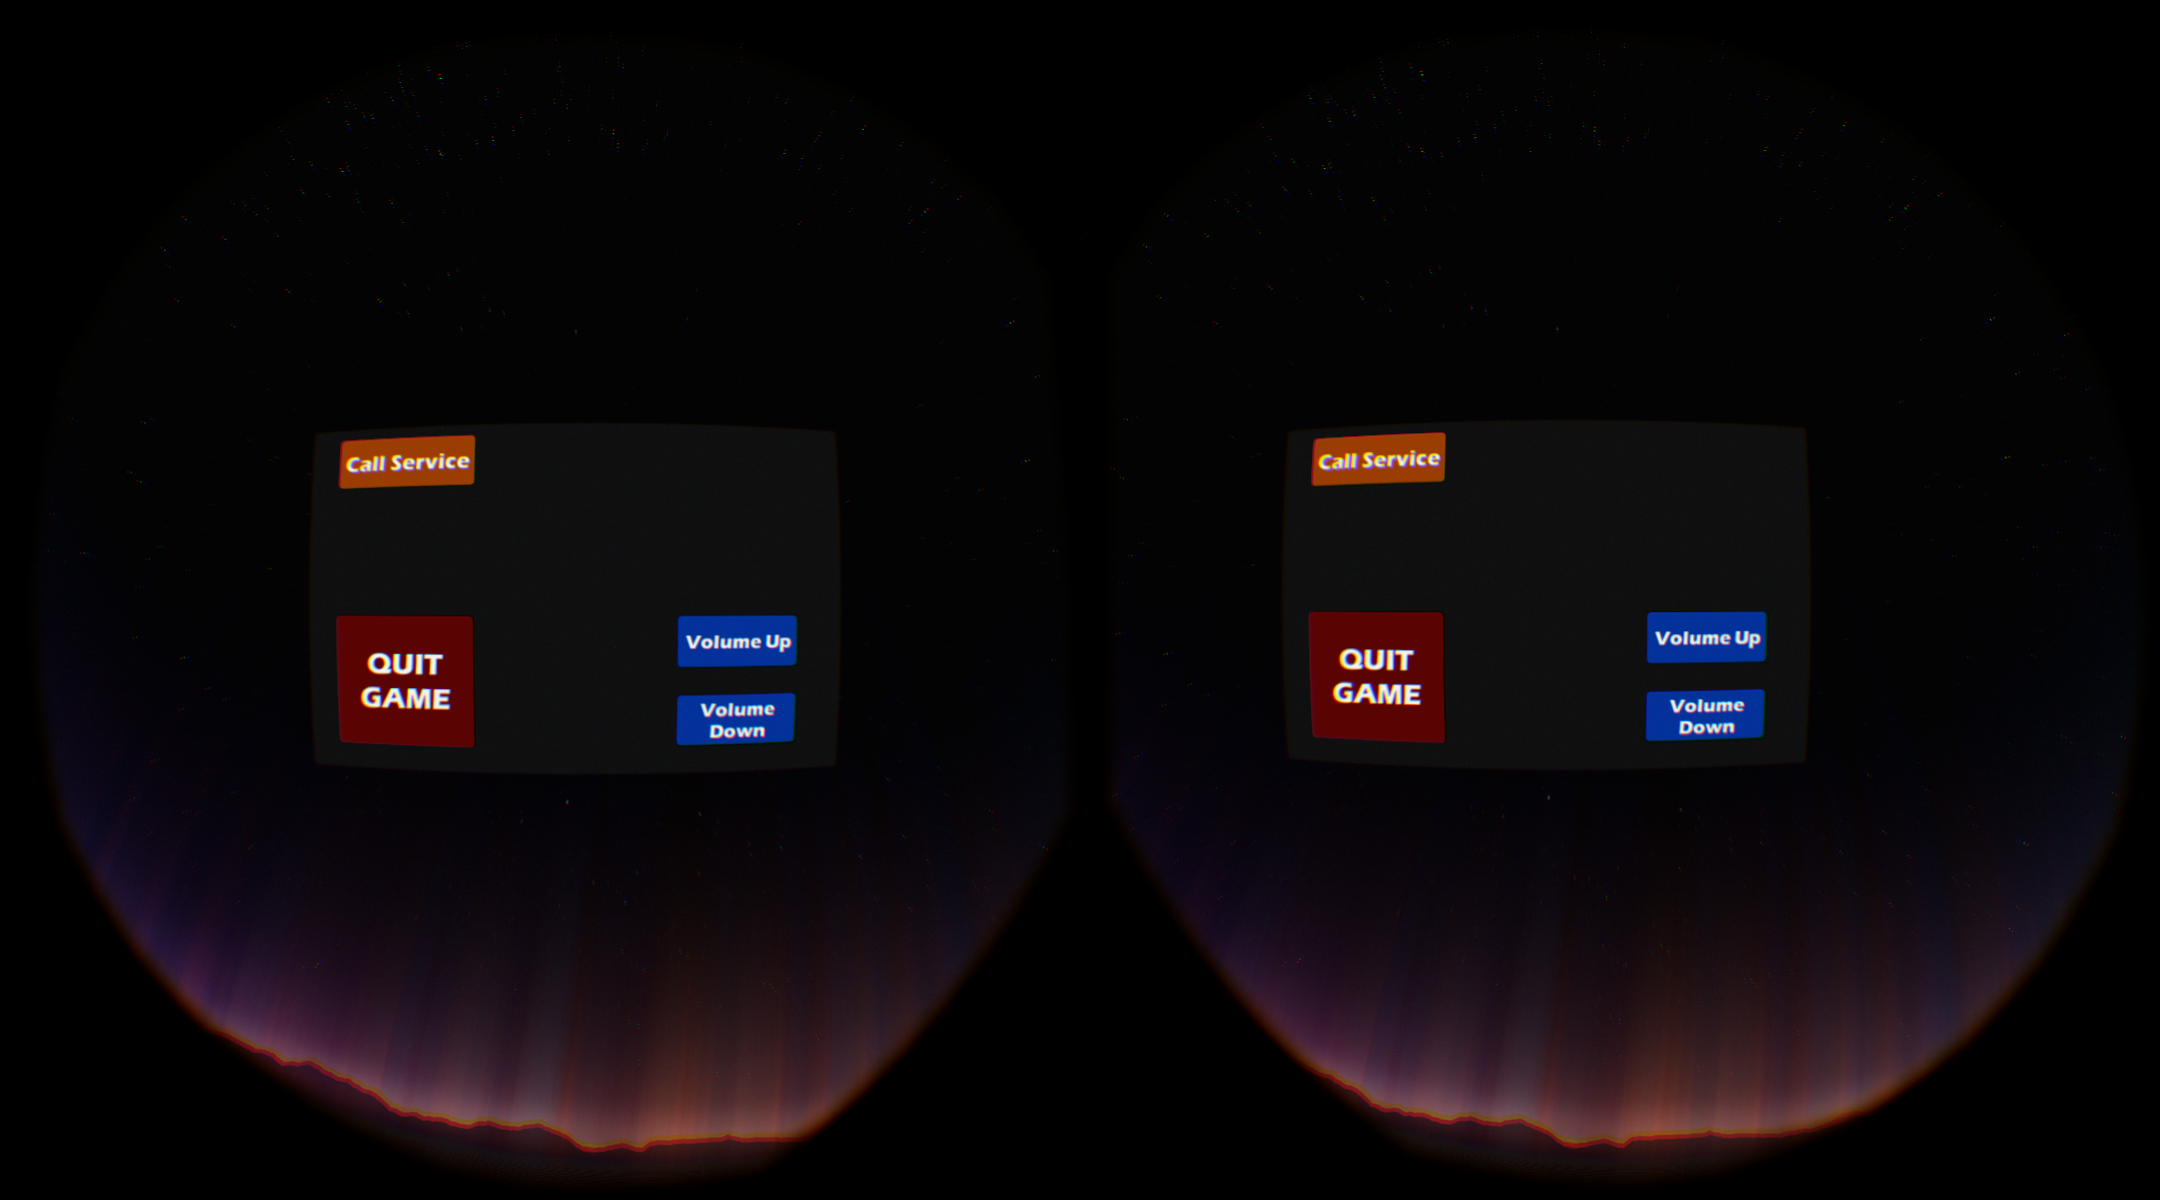 Call Service
Call Service
QUIT
GAME
Volume Up
Volume
Down
QUIT
GAME
Volume Up
Volume
Down